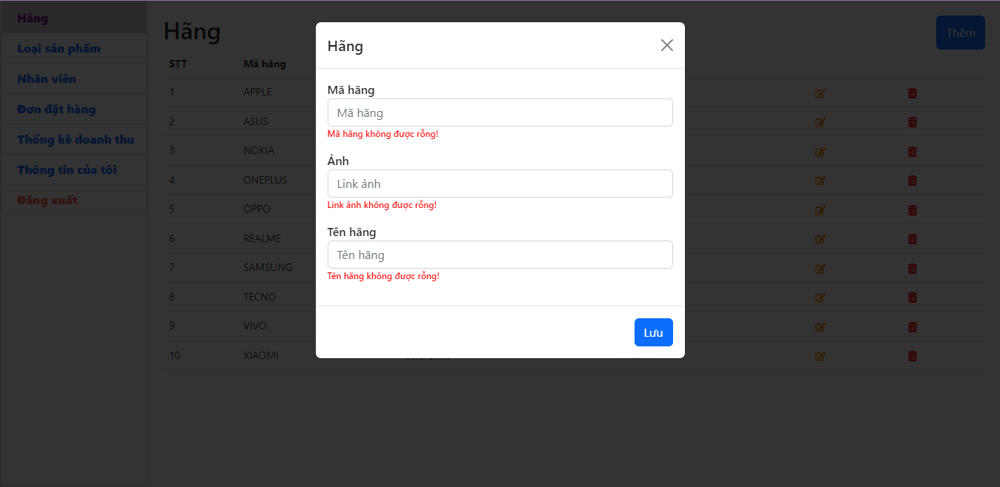 Hãng
Loại sản phẩm
Nhân viên
Đơn đặt hàng
Thống kê doanh thu
Thông tin của tôi
Đăng xuất
Hãng
Thêm
STT Mã hãng
1 APPLE
2 ASUS
3 NOKIA
4 ONEPLUS
5 OPPO
6 REALME
7 SAMSUNG
8 TECNO
9 VIVO
10 XIAOMI
Hãng
Mã hãng
Mã hãng
Mã hãng không được rỗng!
Ảnh
Link ảnh
Link ảnh không được rỗng!
Tên hãng
Tên hãng
Tên hãng không được rỗng!
Lưu